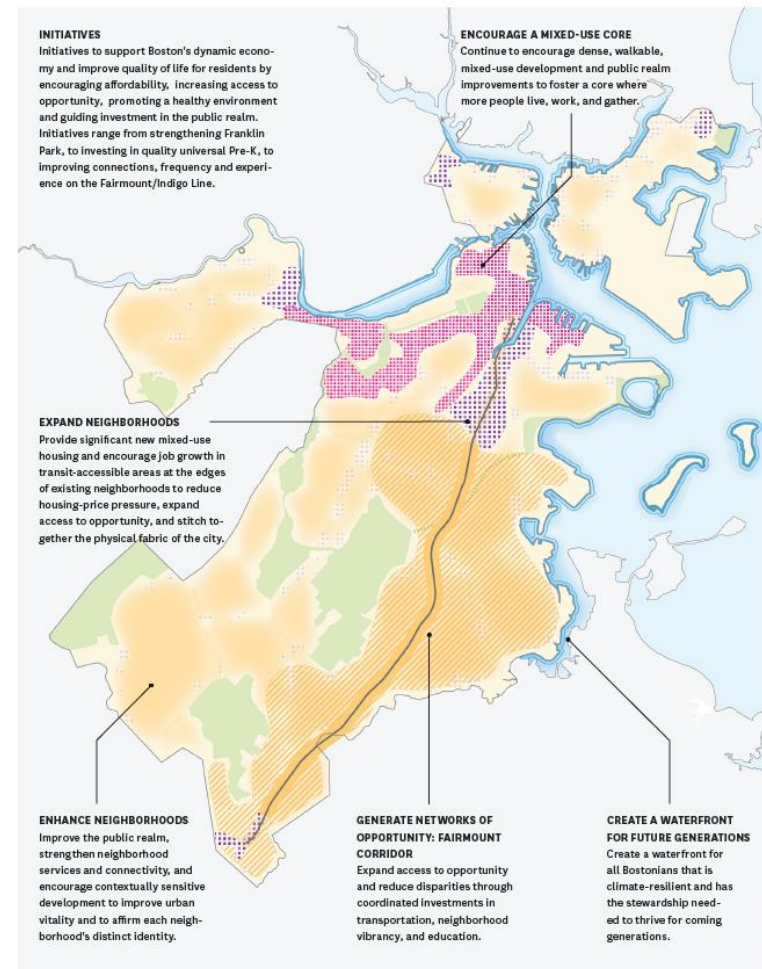 INITIATIVES
Initiatives to support Boston's dynamic econo-
my and improve quality of life for residents by
encouraging affordability, increasing access to
opportunity, promoting a healthy environment
and guiding investment in the public realm.
Initiatives range from strengthening Franklin
Park, to investing in quality universal Pre-K, to
improving connections, frequency and experi-
ence on the Fairmount/Indigo Line.
ENCOURAGE A MIXED-USE CORE
Continue to encourage dense, walkable,
mixed-use development and public realm
improvements to foster a core where
more people live, work, and gather.
EXPAND NEIGHBORHOODS
Provide significant new mixed-use
housing and encourage job growth in
transit-accessible areas at the edges
of existing neighborhoods to reduce
housing-price pressure, expand
access to opportunity, and stitch to-
gether the physical fabric of the city.
ENHANCE NEIGHBORHOODS
Improve the public realm,
strengthen neighborhood
services and connectivity, and
encourage contextually sensitive
development to improve urban
vitality and to affirm each neigh-
borhood's distinct identity.
GENERATE NETWORKS OF
OPPORTUNITY: FAIRMOUNT
CORRIDOR
Expand access to opportunity
and reduce disparities through
coordinated investments in
transportation, neighborhood
vibrancy, and education.
CREATE A WATERFRONT
FOR FUTURE GENERATIONS
Create a waterfront for
all Bostonians that is
climate-resilient and has
the stewardship need-
ed to thrive for coming
generations.